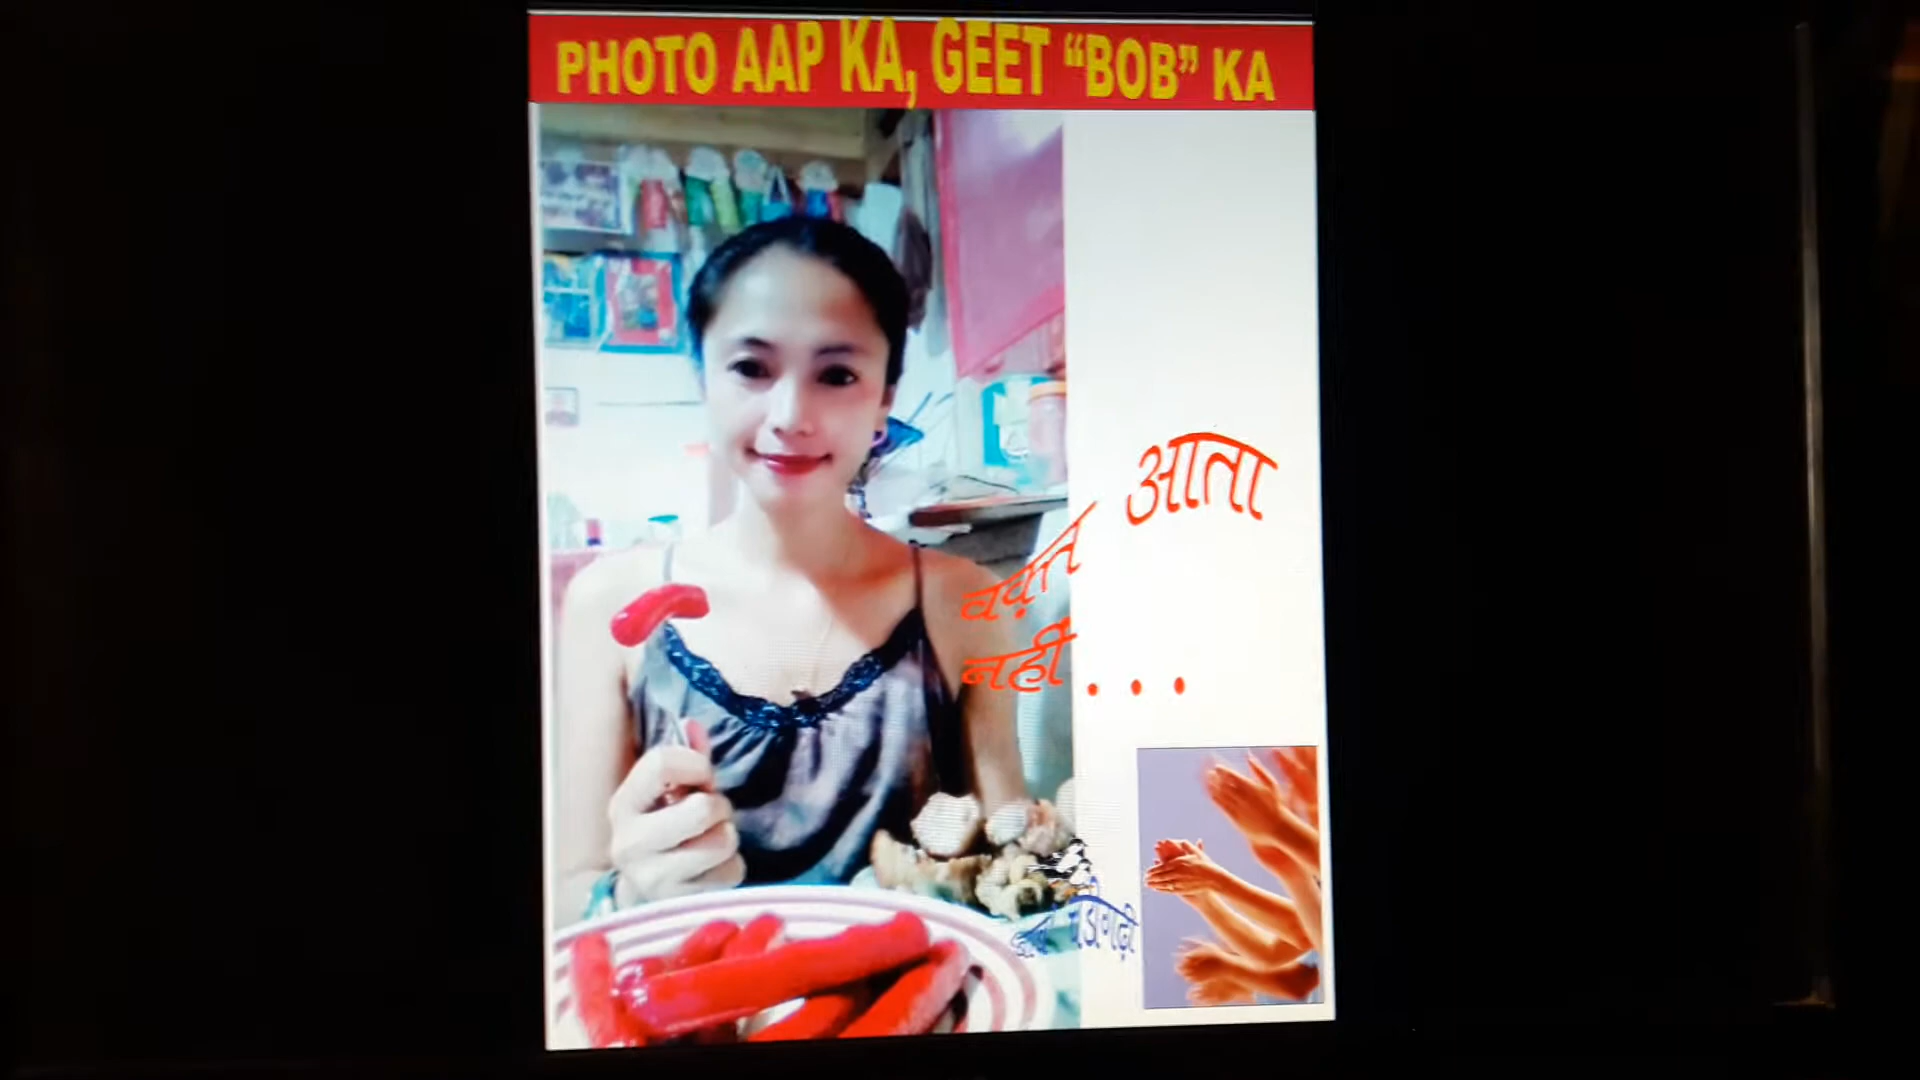 PHOTO AAP KA, GEET “BOB” KA
आता
वक़्त
नहीं . . .